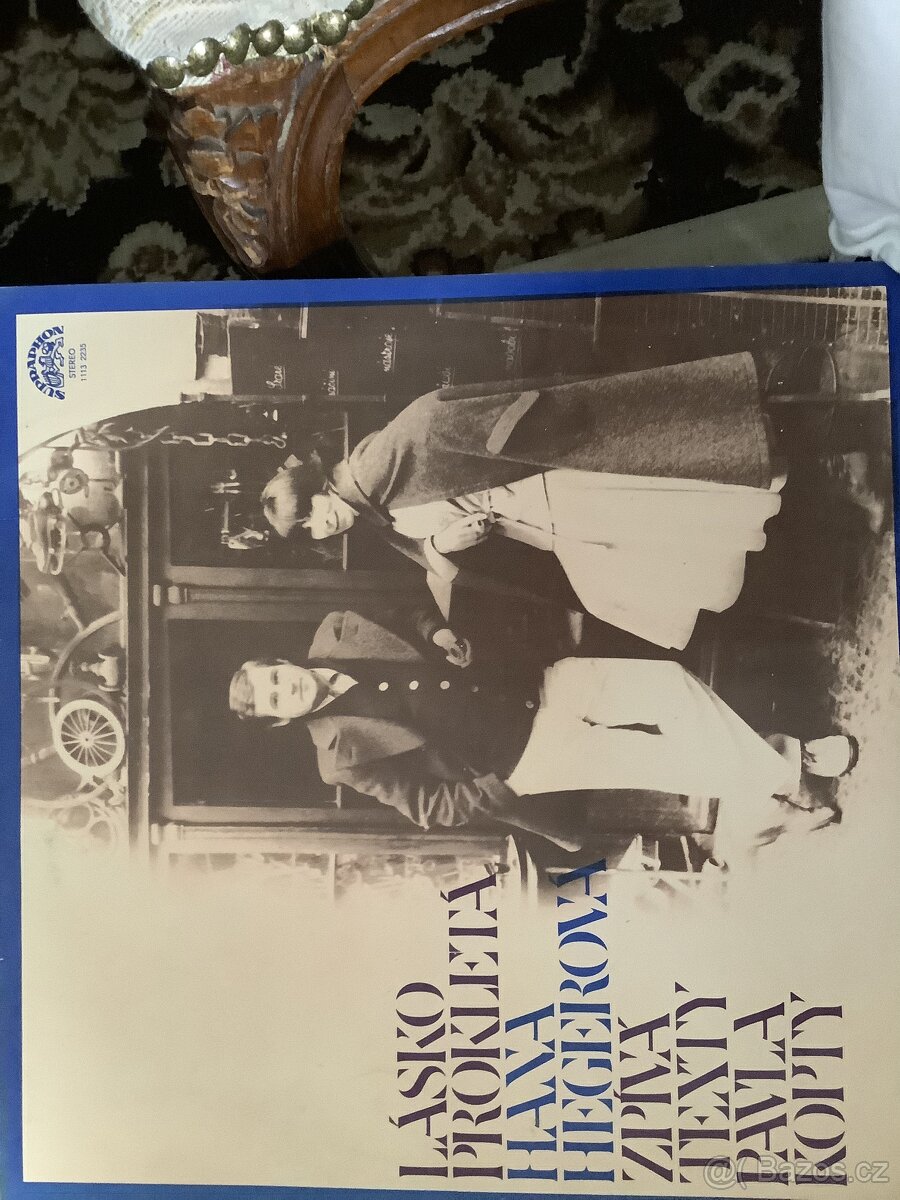 SUPRAPHON
STEREO
1113 2235
LÁSKO
PROKLETÁ
HANA
HEGEROVÁ
ZPÍVÁ
TEXTY
PAVLA
KOPTY
@( Bazos.cz